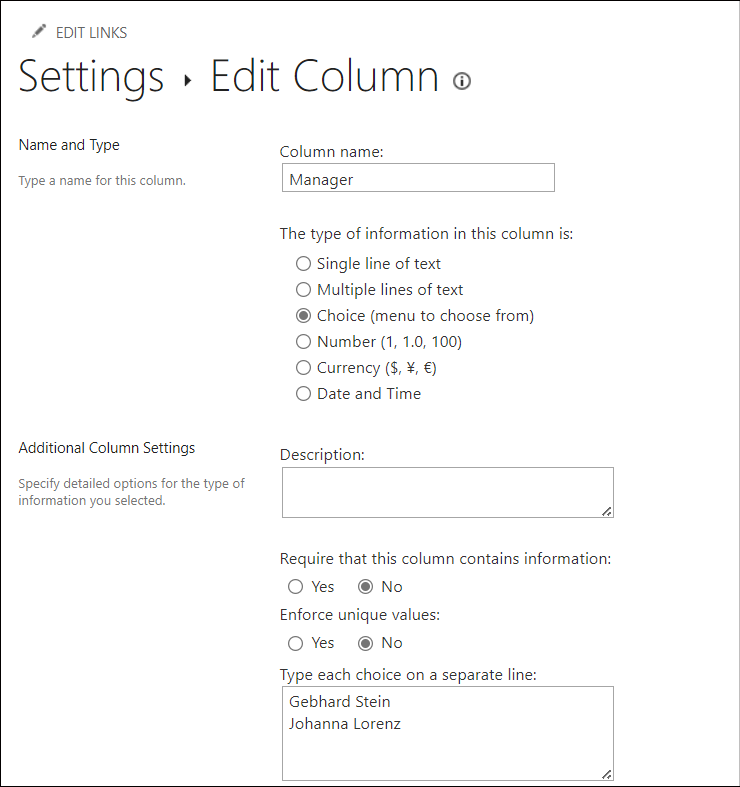 EDIT LINKS
Settings ▸ Edit Column
Name and Type
Type a name for this column.
Column name:
Manager
The type of information in this column is:
Single line of text
Multiple lines of text
Choice (menu to choose from)
Number (1, 1.0, 100)
Currency ($, ¥, €)
Date and Time
Additional Column Settings
Specify detailed options for the type of
information you selected.
Description:
Require that this column contains information:
Yes No
Enforce unique values:
Yes No
Type each choice on a separate line:
Gebhard Stein
Johanna Lorenz